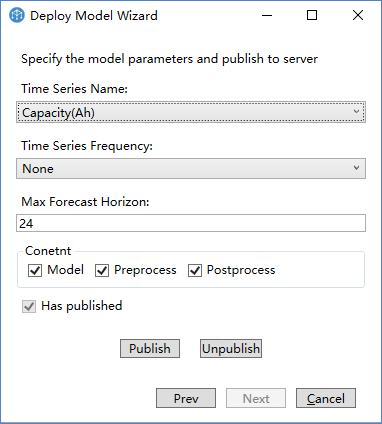 Deploy Model Wizard
Specify the model parameters and publish to server
Time Series Name:
Capacity(Ah)
Time Series Frequency:
None
Max Forecast Horizon:
24
Conetnt
Model Preprocess Postprocess
Has published
Publish Unpublish
Prev Next Cancel